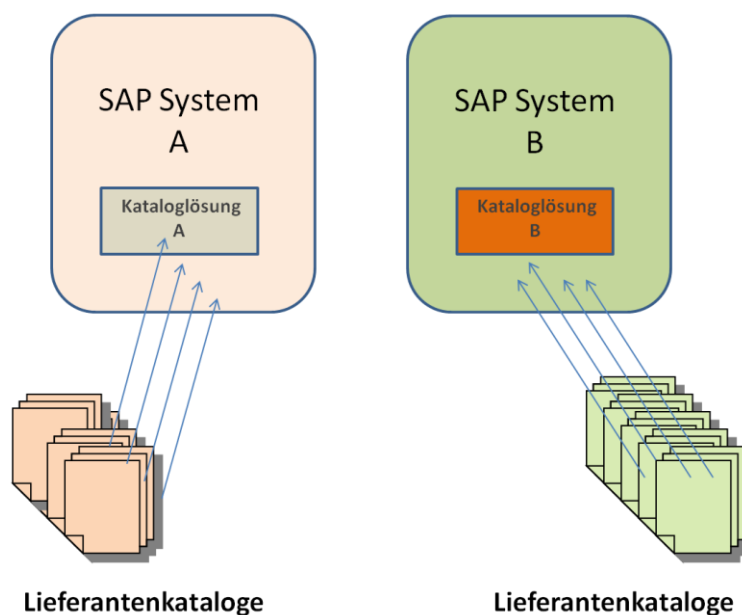 SAP System
A
Kataloglösung
A
SAP System
B
Kataloglösung
B
Lieferantenkataloge
Lieferantenkataloge